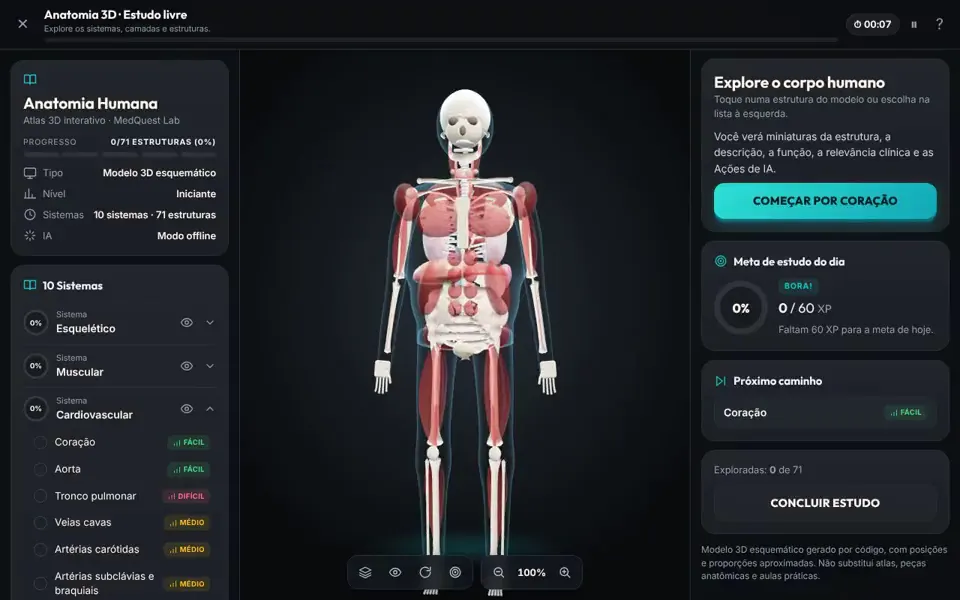 Anatomia 3D · Estudo livre
Explore os sistemas, camadas e estruturas.
00:07
?
Anatomia Humana
Atlas 3D interativo · MedQuest Lab
PROGRESSO 0/71 ESTRUTURAS (0%)
Tipo Modelo 3D esquemático
Nível Iniciante
Sistemas 10 sistemas · 71 estruturas
IA Modo offline
10 Sistemas
0%
Sistema
Esquelético
0%
Sistema
Muscular
0%
Sistema
Cardiovascular
Coração FÁCIL
Aorta FÁCIL
Tronco pulmonar DIFÍCIL
Veias cavas MÉDIO
Artérias carótidas MÉDIO
Artérias subclávias e
braquiais MÉDIO
100%
Explore o corpo humano
Toque numa estrutura do modelo ou escolha na
lista à esquerda.
Você verá miniaturas da estrutura, a
descrição, a função, a relevância clínica e as
Ações de IA.
COMEÇAR POR CORAÇÃO
Meta de estudo do dia
0%
BORA!
0 / 60 XP
Faltam 60 XP para a meta de hoje.
Próximo caminho
Coração FÁCIL
Exploradas: 0 de 71
CONCLUIR ESTUDO
Modelo 3D esquemático gerado por código, com posições
e proporções aproximadas. Não substitui atlas, peças
anatômicas e aulas práticas.